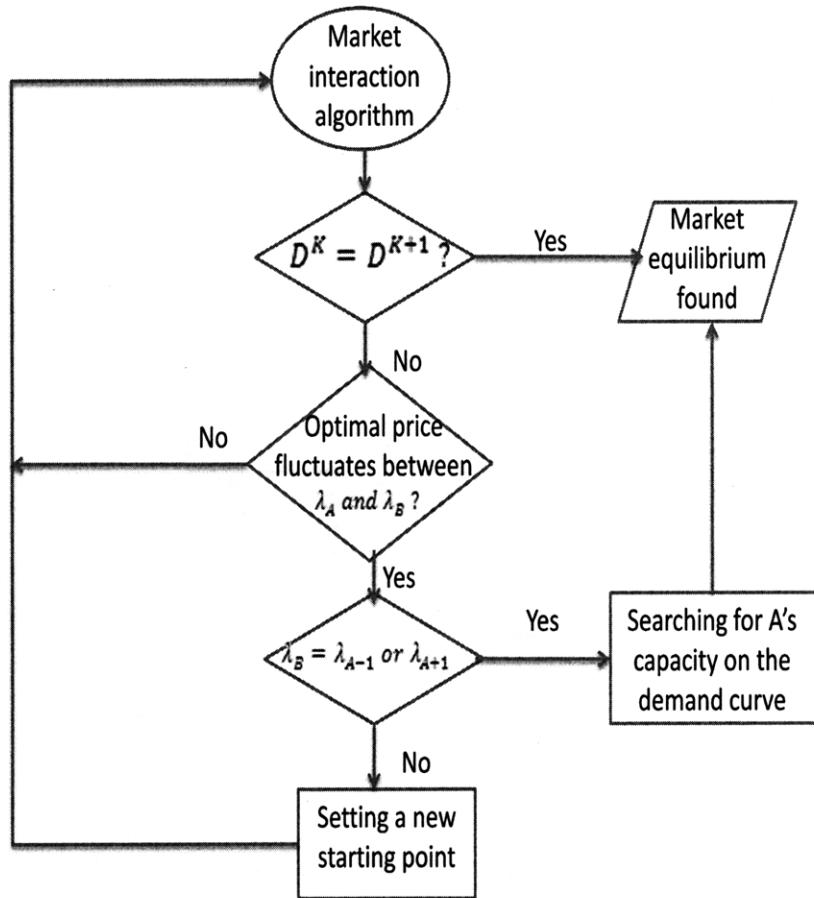 Market
interaction
algorithm
D^K = D^{K+1} ?
Yes
Market
equilibrium
found
No
No
Optimal price
fluctuates between
λ_A and λ_B ?
Yes
Yes
λ_B = λ_{A-1} or λ_{A+1}
Searching for A's
capacity on the
demand curve
No
Setting a new
starting point